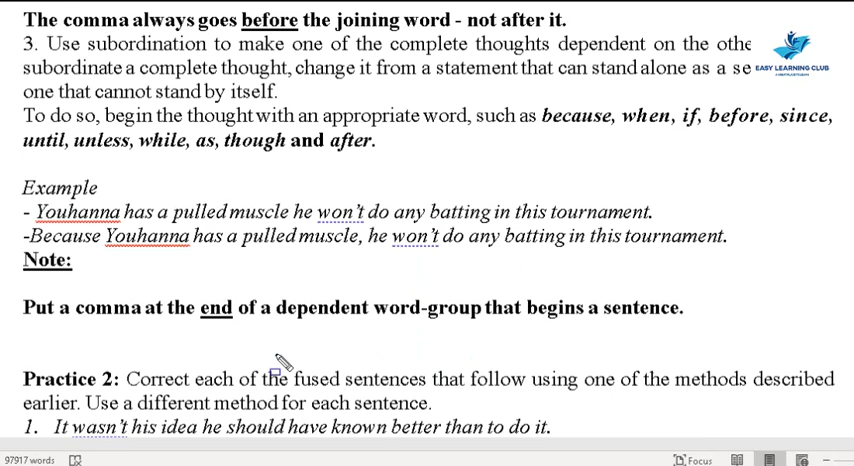 The comma always goes before the joining word - not after it.
3. Use subordination to make one of the complete thoughts dependent on the othe
subordinate a complete thought, change it from a statement that can stand alone as a se
EASY LEARNING CLUB
one that cannot stand by itself.
To do so, begin the thought with an appropriate word, such as because, when, if, before, since,
until, unless, while, as, though and after.
Example
- Youhanna has a pulled muscle he won't do any batting in this tournament.
-Because Youhanna has a pulled muscle, he won't do any batting in this tournament.
Note:
Put a comma at the end of a dependent word-group that begins a sentence.
Practice 2: Correct each of the fused sentences that follow using one of the methods described
earlier. Use a different method for each sentence.
1. It wasn't his idea he should have known better than to do it.
97917 words
Focus